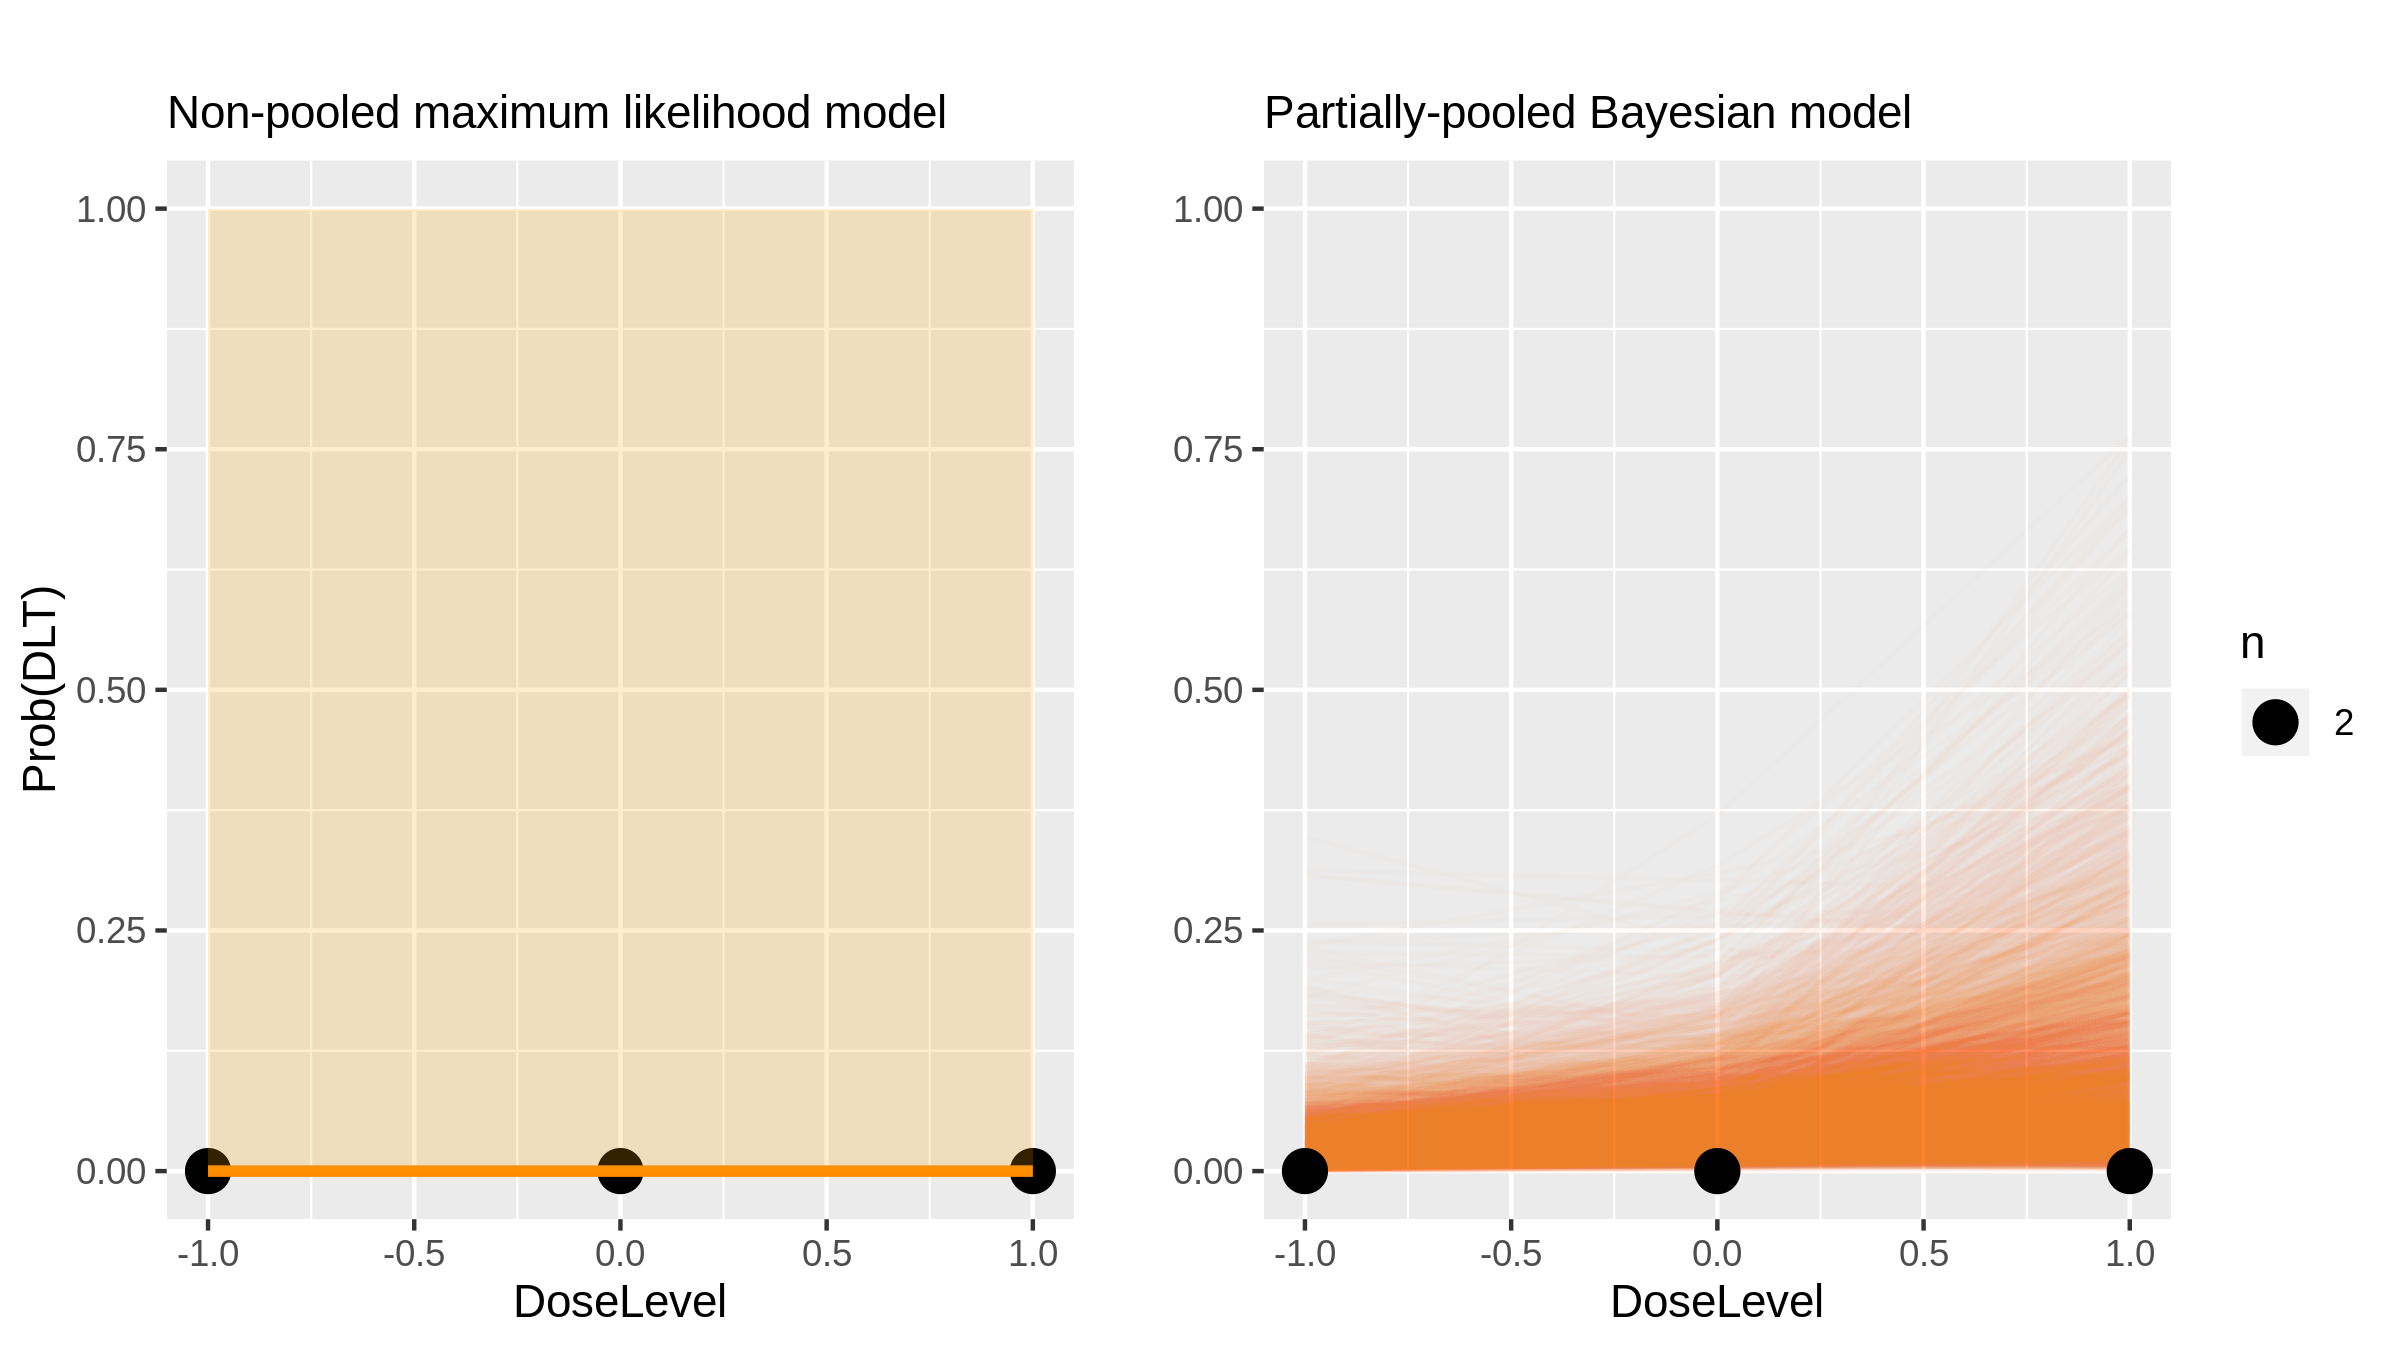 Non-pooled maximum likelihood model
Prob(DLT)
1.00
0.75
0.50
0.25
0.00
-1.0 -0.5 0.0 0.5 1.0
DoseLevel
Partially-pooled Bayesian model
1.00
0.75
0.50
0.25
0.00
-1.0 -0.5 0.0 0.5 1.0
DoseLevel
n
2